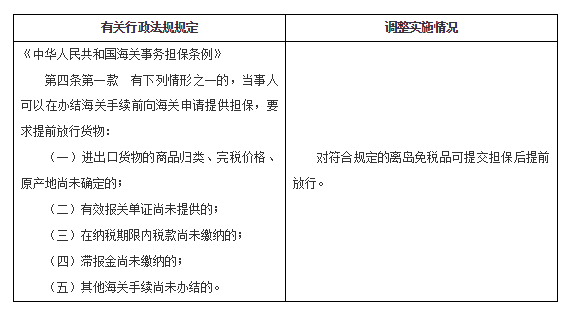 有关行政法规规定
调整实施情况
《中华人民共和国海关事务担保条例》
第四条第一款　有下列情形之一的，当事人
可以在办结海关手续前向海关申请提供担保，要
求提前放行货物：
（一）进出口货物的商品归类、完税价格、
原产地尚未确定的；
（二）有效报关单证尚未提供的；
（三）在纳税期限内税款尚未缴纳的；
（四）滞报金尚未缴纳的；
（五）其他海关手续尚未办结的。
对符合规定的离岛免税品可提交担保后提前
放行。